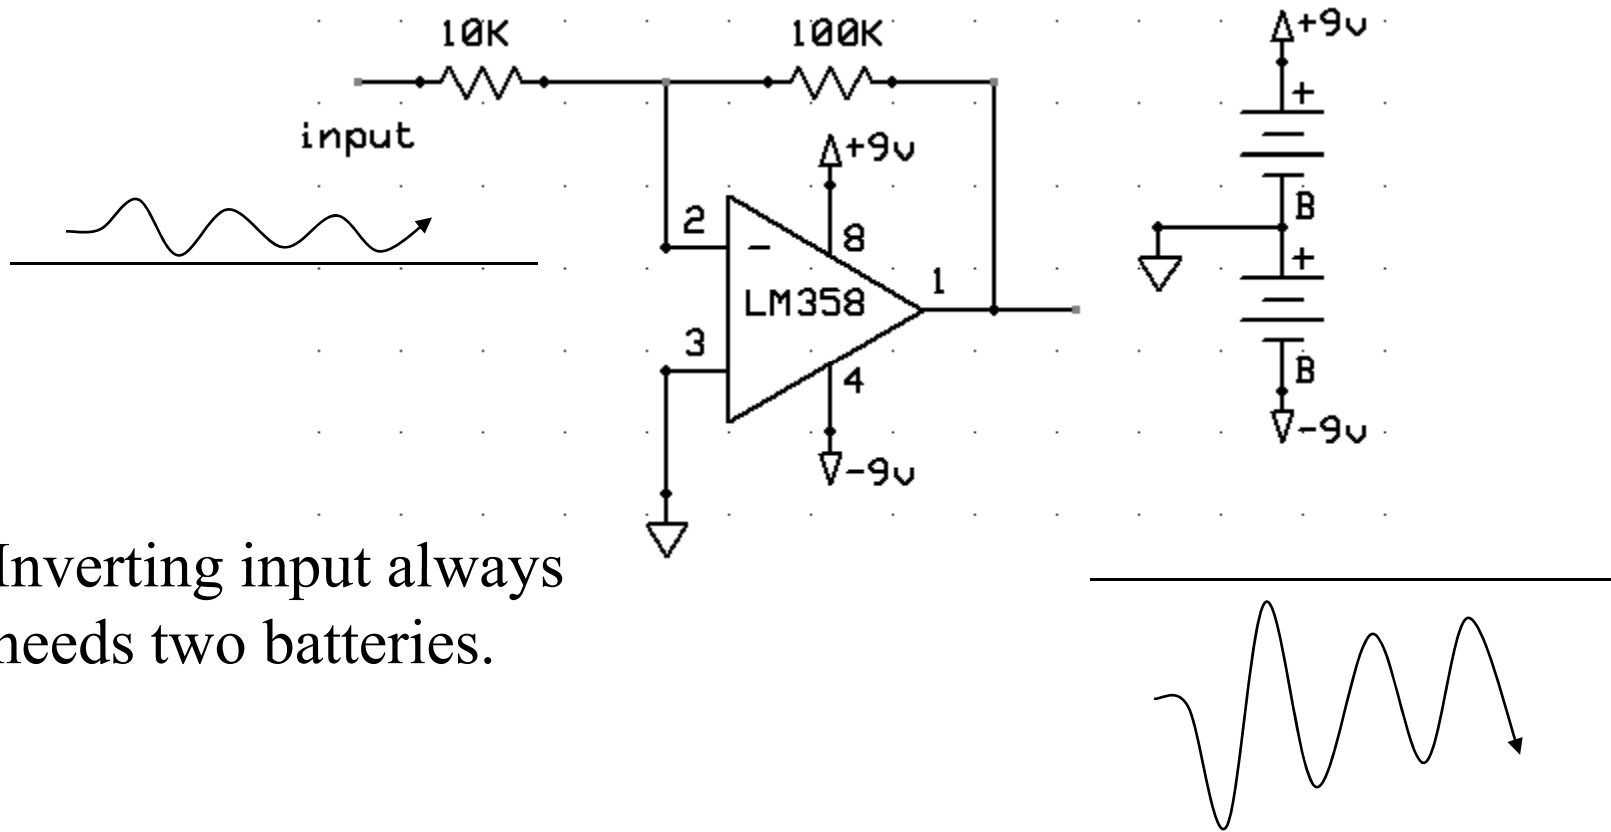 10K
100K
+9v
input
+9v
+
2
8
B
-
1
+
LM358
3
4
B
-9v
-9v
Inverting input always
needs two batteries.